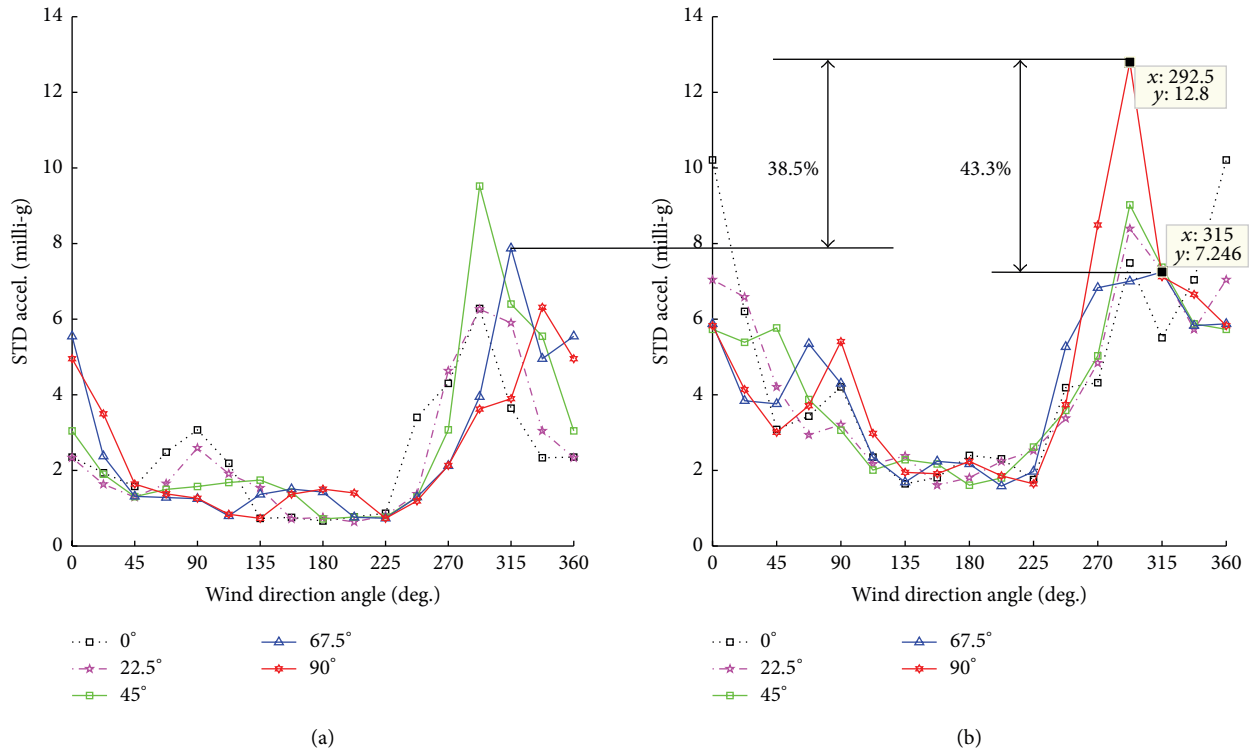 14
12
10
8
6
4
2
0
STD accel. (milli-g)
0 45 90 135 180 225 270 315 360
Wind direction angle (deg.)
0°
22.5°
45°
67.5°
90°
(a)
14
12
10
8
6
4
2
0
STD accel. (milli-g)
38.5%
43.3%
x: 292.5
y: 12.8
x: 315
y: 7.246
0 45 90 135 180 225 270 315 360
Wind direction angle (deg.)
0°
22.5°
45°
67.5°
90°
(b)